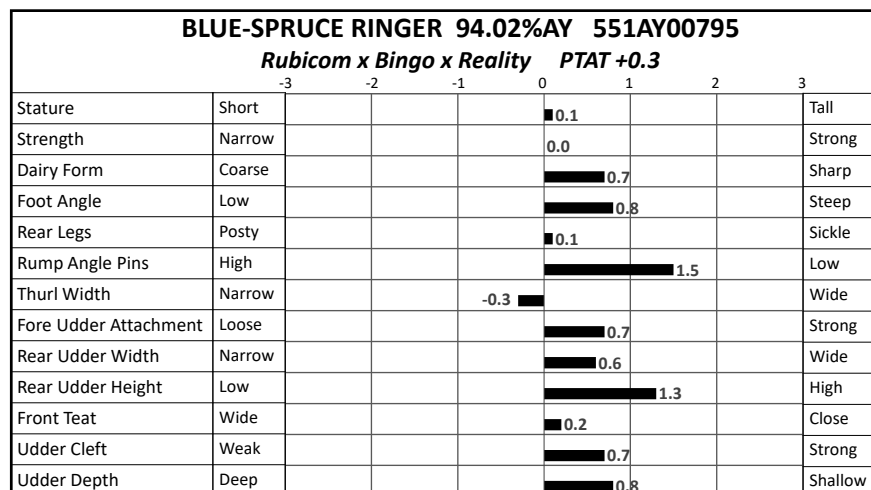 BLUE-SPRUCE RINGER 94.02%AY 551AY00795
Rubicom x Bingo x Reality PTAT +0.3
-3 -2 -1 0 1 2 3
Stature Short 0.1 Tall
Strength Narrow 0.0 Strong
Dairy Form Coarse 0.7 Sharp
Foot Angle Low 0.8 Steep
Rear Legs Posty 0.1 Sickle
Rump Angle Pins High 1.5 Low
Thurl Width Narrow -0.3 Wide
Fore Udder Attachment Loose 0.7 Strong
Rear Udder Width Narrow 0.6 Wide
Rear Udder Height Low 1.3 High
Front Teat Wide 0.2 Close
Udder Cleft Weak 0.7 Strong
Udder Depth Deep 0.8 Shallow